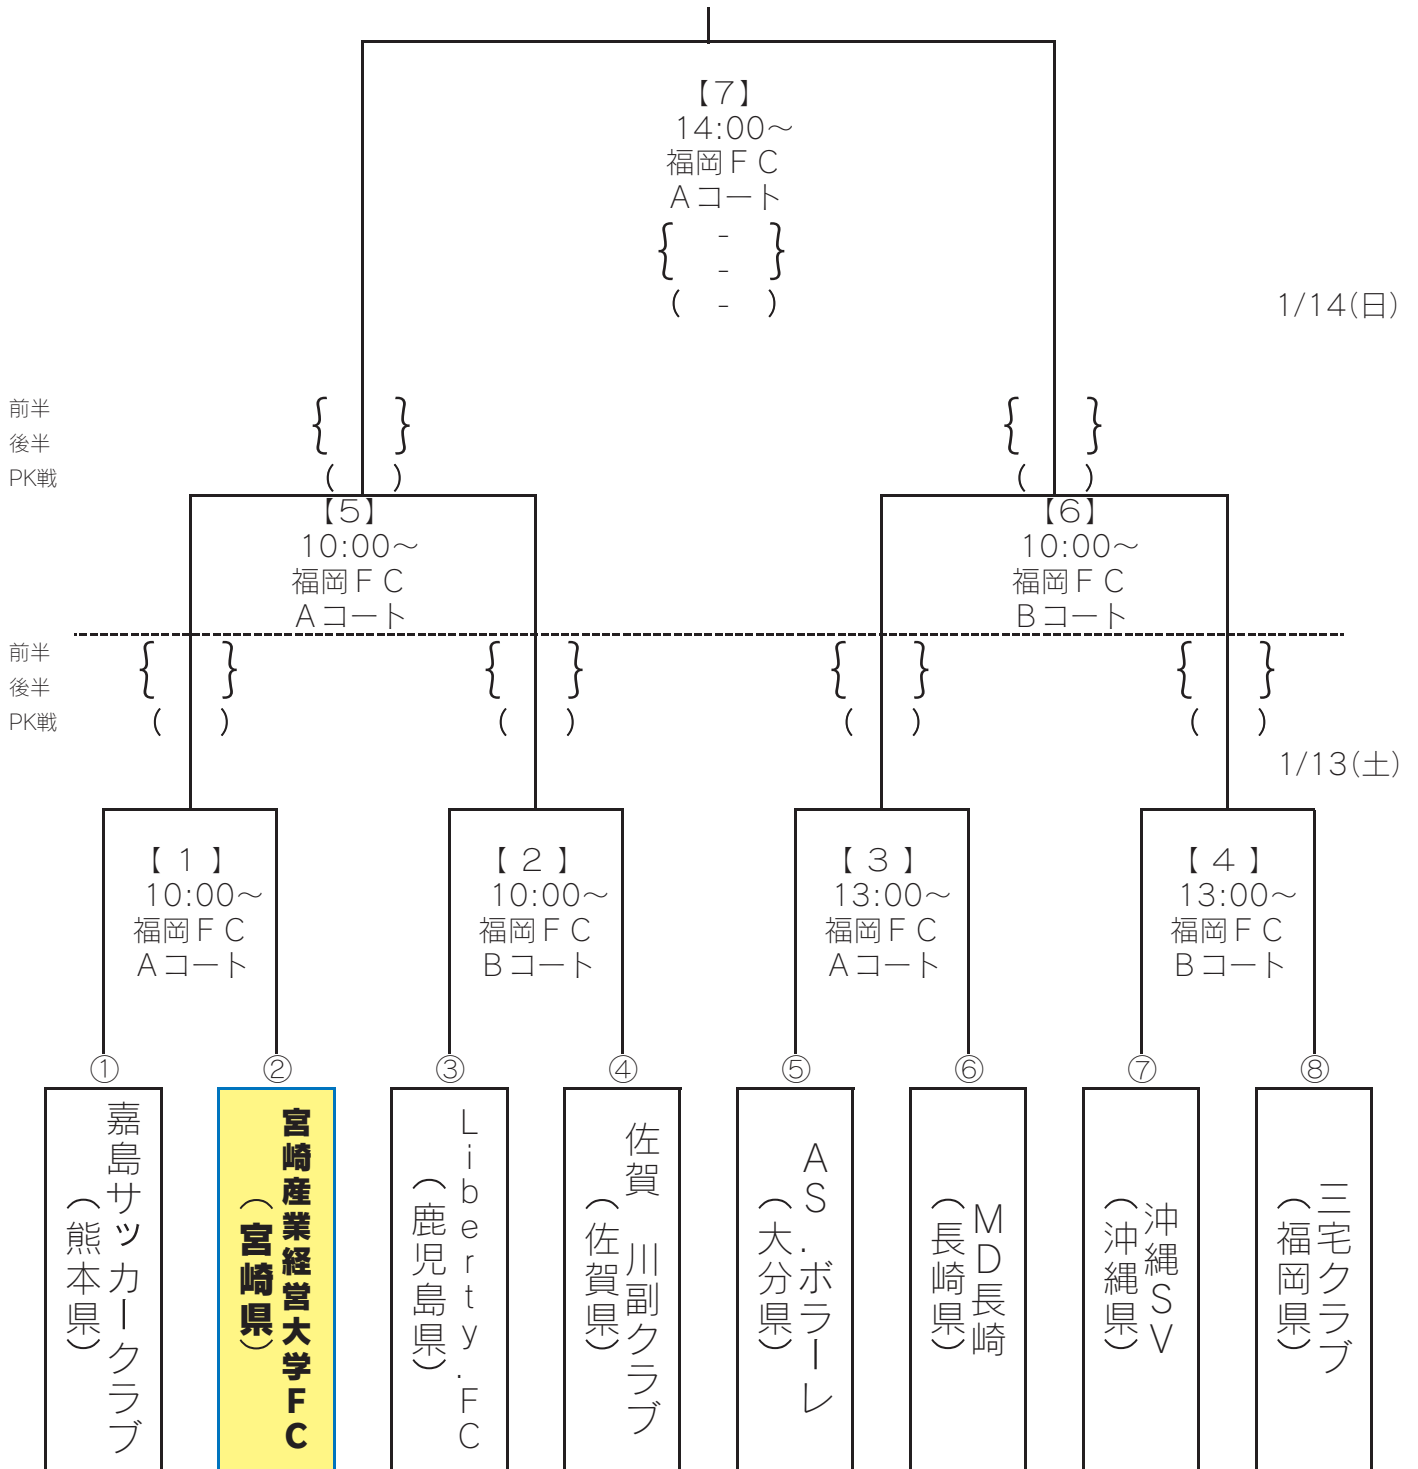 【7】
14:00～
福岡ＦＣ
Ａコート
{ - }
{ - }
( - )
1/14(日)
前半
後半
PK戦
{ }
( )
{ }
( )
【5】
10:00～
福岡ＦＣ
Ａコート
【6】
10:00～
福岡ＦＣ
Ｂコート
前半
後半
PK戦
{ }
( )
{ }
( )
{ }
( )
{ }
( )
1/13(土)
【 1 】
10:00～
福岡ＦＣ
Ａコート
【 2 】
10:00～
福岡ＦＣ
Ｂコート
【 3 】
13:00～
福岡ＦＣ
Ａコート
【 4 】
13:00～
福岡ＦＣ
Ｂコート
①
嘉島サッカークラブ
（熊本県）
②
宮崎産業経営大学ＦＣ
（宮崎県）
③
Ｌｉｂｅｒｔｙ．ＦＣ
（鹿児島県）
④
佐賀　川副クラブ
（佐賀県）
⑤
ＡＳ．ボラーレ
（大分県）
⑥
ＭＤ長崎
（長崎県）
⑦
沖縄ＳＶ
（沖縄県）
⑧
三宅クラブ
（福岡県）